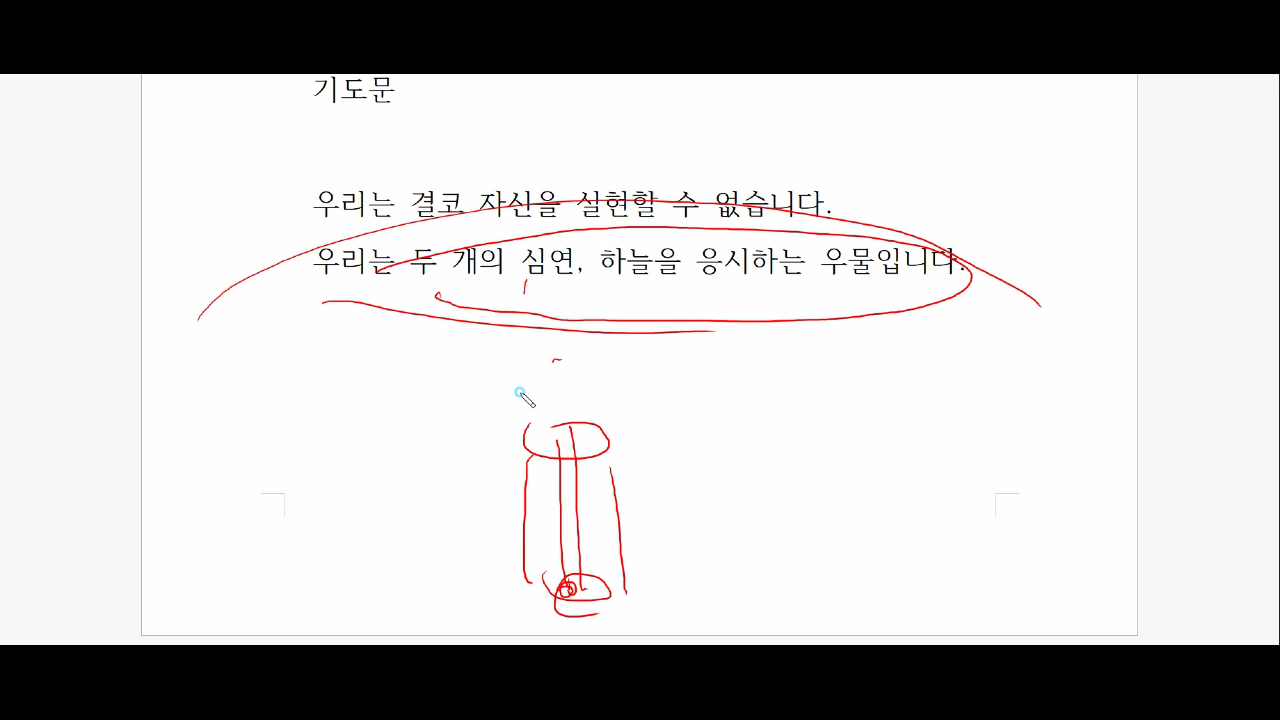 기도문
우리는 결코 자신을 실현할 수 없습니다.
우리는 두 개의 심연, 하늘을 응시하는 우물입니다.